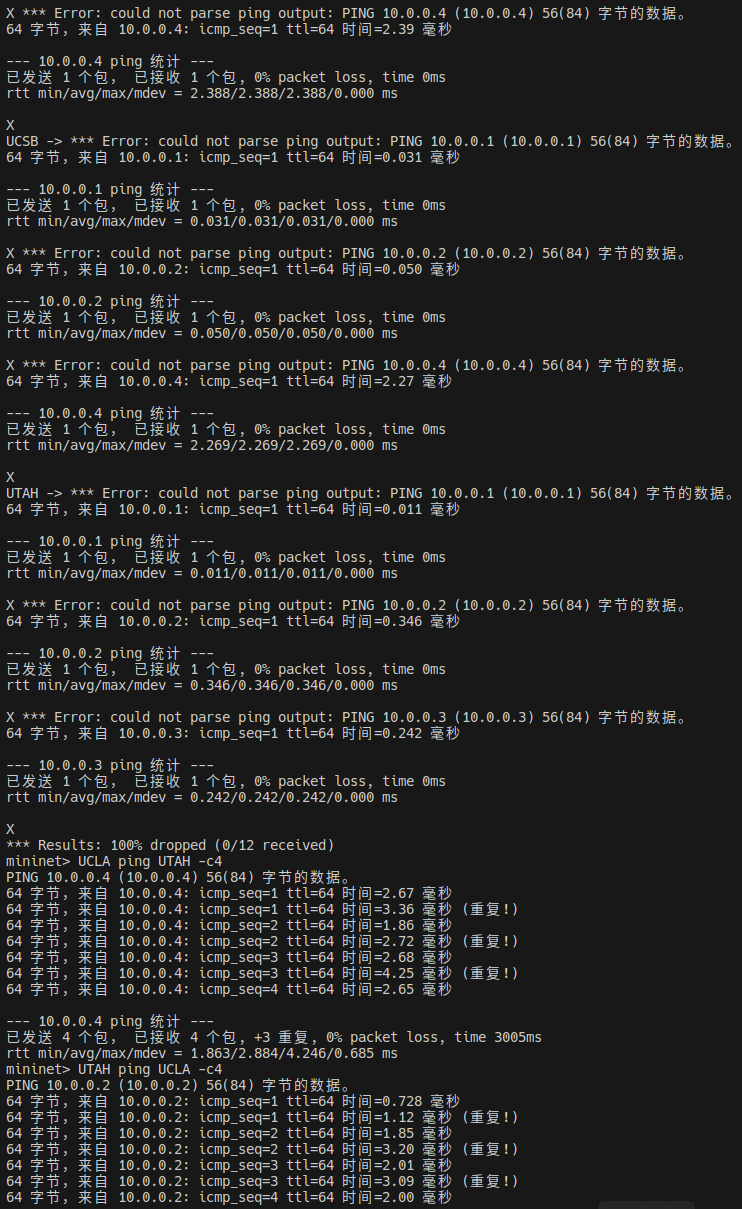 X *** Error: could not parse ping output: PING 10.0.0.4 (10.0.0.4) 56(84) 字节的数据。
64 字节，来自 10.0.0.4: icmp_seq=1 ttl=64 时间=2.39 毫秒

--- 10.0.0.4 ping 统计 ---
已发送 1 个包， 已接收 1 个包, 0% packet loss, time 0ms
rtt min/avg/max/mdev = 2.388/2.388/2.388/0.000 ms

X
UCSB -> *** Error: could not parse ping output: PING 10.0.0.1 (10.0.0.1) 56(84) 字节的数据。
64 字节，来自 10.0.0.1: icmp_seq=1 ttl=64 时间=0.031 毫秒

--- 10.0.0.1 ping 统计 ---
已发送 1 个包， 已接收 1 个包, 0% packet loss, time 0ms
rtt min/avg/max/mdev = 0.031/0.031/0.031/0.000 ms

X *** Error: could not parse ping output: PING 10.0.0.2 (10.0.0.2) 56(84) 字节的数据。
64 字节，来自 10.0.0.2: icmp_seq=1 ttl=64 时间=0.050 毫秒

--- 10.0.0.2 ping 统计 ---
已发送 1 个包， 已接收 1 个包, 0% packet loss, time 0ms
rtt min/avg/max/mdev = 0.050/0.050/0.050/0.000 ms

X *** Error: could not parse ping output: PING 10.0.0.4 (10.0.0.4) 56(84) 字节的数据。
64 字节，来自 10.0.0.4: icmp_seq=1 ttl=64 时间=2.27 毫秒

--- 10.0.0.4 ping 统计 ---
已发送 1 个包， 已接收 1 个包, 0% packet loss, time 0ms
rtt min/avg/max/mdev = 2.269/2.269/2.269/0.000 ms

X
UTAH -> *** Error: could not parse ping output: PING 10.0.0.1 (10.0.0.1) 56(84) 字节的数据。
64 字节，来自 10.0.0.1: icmp_seq=1 ttl=64 时间=0.011 毫秒

--- 10.0.0.1 ping 统计 ---
已发送 1 个包， 已接收 1 个包, 0% packet loss, time 0ms
rtt min/avg/max/mdev = 0.011/0.011/0.011/0.000 ms

X *** Error: could not parse ping output: PING 10.0.0.2 (10.0.0.2) 56(84) 字节的数据。
64 字节，来自 10.0.0.2: icmp_seq=1 ttl=64 时间=0.346 毫秒

--- 10.0.0.2 ping 统计 ---
已发送 1 个包， 已接收 1 个包, 0% packet loss, time 0ms
rtt min/avg/max/mdev = 0.346/0.346/0.346/0.000 ms

X *** Error: could not parse ping output: PING 10.0.0.3 (10.0.0.3) 56(84) 字节的数据。
64 字节，来自 10.0.0.3: icmp_seq=1 ttl=64 时间=0.242 毫秒

--- 10.0.0.3 ping 统计 ---
已发送 1 个包， 已接收 1 个包, 0% packet loss, time 0ms
rtt min/avg/max/mdev = 0.242/0.242/0.242/0.000 ms

X
*** Results: 100% dropped (0/12 received)
mininet> UCLA ping UTAH -c4
PING 10.0.0.4 (10.0.0.4) 56(84) 字节的数据。
64 字节，来自 10.0.0.4: icmp_seq=1 ttl=64 时间=2.67 毫秒
64 字节，来自 10.0.0.4: icmp_seq=1 ttl=64 时间=3.36 毫秒 (重复!)
64 字节，来自 10.0.0.4: icmp_seq=2 ttl=64 时间=1.86 毫秒
64 字节，来自 10.0.0.4: icmp_seq=2 ttl=64 时间=2.72 毫秒 (重复!)
64 字节，来自 10.0.0.4: icmp_seq=3 ttl=64 时间=2.68 毫秒
64 字节，来自 10.0.0.4: icmp_seq=3 ttl=64 时间=4.25 毫秒 (重复!)
64 字节，来自 10.0.0.4: icmp_seq=4 ttl=64 时间=2.65 毫秒

--- 10.0.0.4 ping 统计 ---
已发送 4 个包， 已接收 4 个包, +3 重复, 0% packet loss, time 3005ms
rtt min/avg/max/mdev = 1.863/2.884/4.246/0.685 ms
mininet> UTAH ping UCLA -c4
PING 10.0.0.2 (10.0.0.2) 56(84) 字节的数据。
64 字节，来自 10.0.0.2: icmp_seq=1 ttl=64 时间=0.728 毫秒
64 字节，来自 10.0.0.2: icmp_seq=1 ttl=64 时间=1.12 毫秒 (重复!)
64 字节，来自 10.0.0.2: icmp_seq=2 ttl=64 时间=1.85 毫秒
64 字节，来自 10.0.0.2: icmp_seq=2 ttl=64 时间=3.20 毫秒 (重复!)
64 字节，来自 10.0.0.2: icmp_seq=3 ttl=64 时间=2.01 毫秒
64 字节，来自 10.0.0.2: icmp_seq=3 ttl=64 时间=3.09 毫秒 (重复!)
64 字节，来自 10.0.0.2: icmp_seq=4 ttl=64 时间=2.00 毫秒